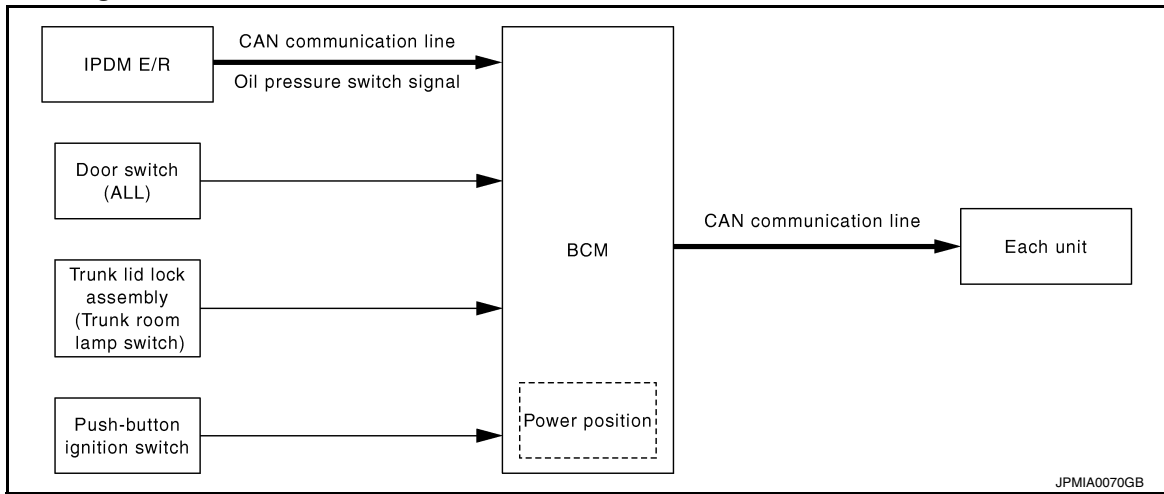 IPDM E/R
CAN communication line
Oil pressure switch signal
Door switch
(ALL)
Trunk lid lock
assembly
(Trunk room
lamp switch)
Push-button
ignition switch
BCM
Power position
CAN communication line
Each unit
JPMIA0070GB